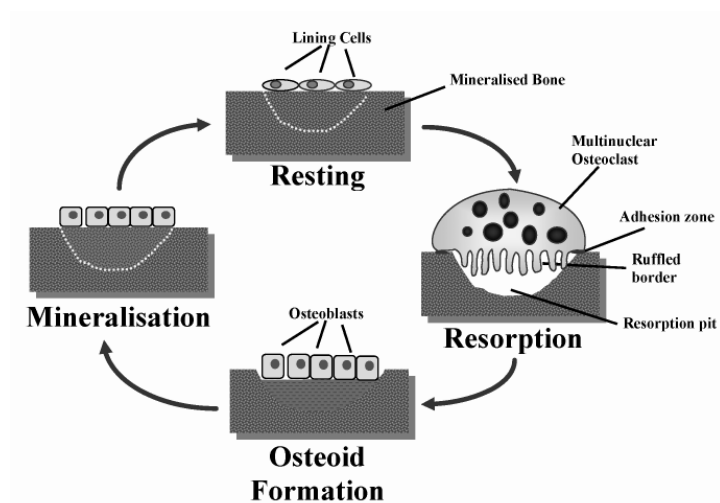 Lining Cells
Mineralised Bone
Resting
Multinuclear
Osteoclast
Adhesion zone
Ruffled
border
Resorption pit
Resorption
Osteoblasts
Osteoid
Formation
Mineralisation